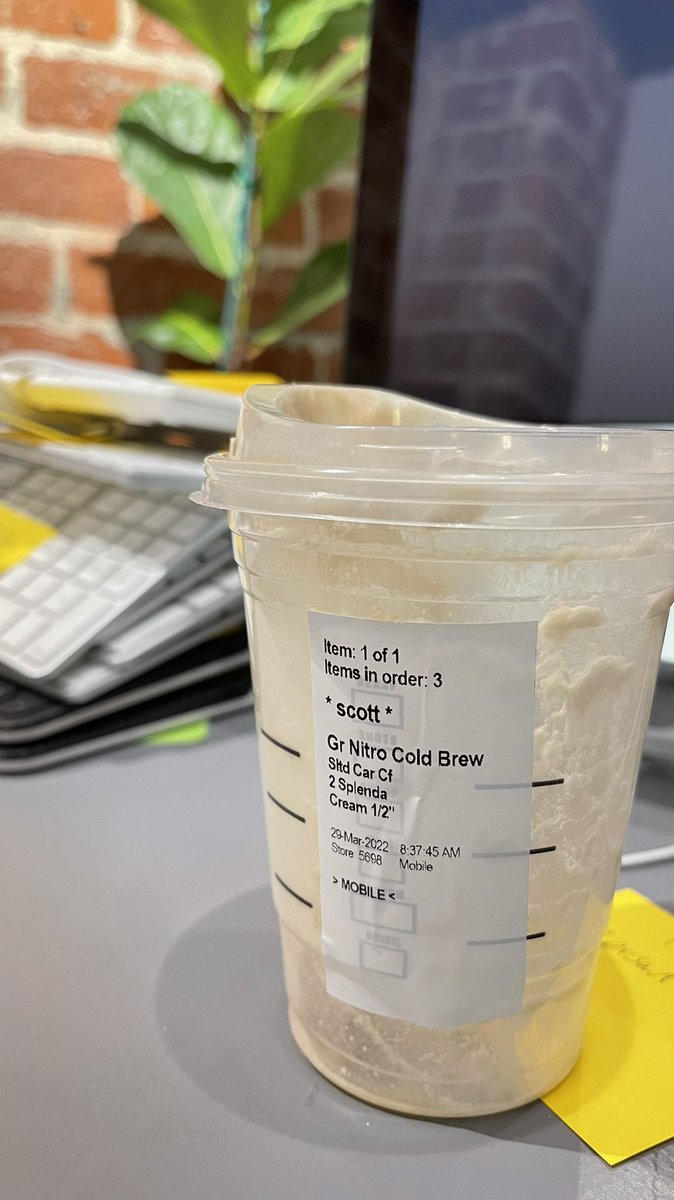 Item: 1 of 1
Items in order: 3
* scott *
Gr Nitro Cold Brew
Sltd Car Cf
2 Splenda
Cream 1/2"
29-Mar-2022 8:37:45 AM
Store 5698 Mobile
> MOBILE <